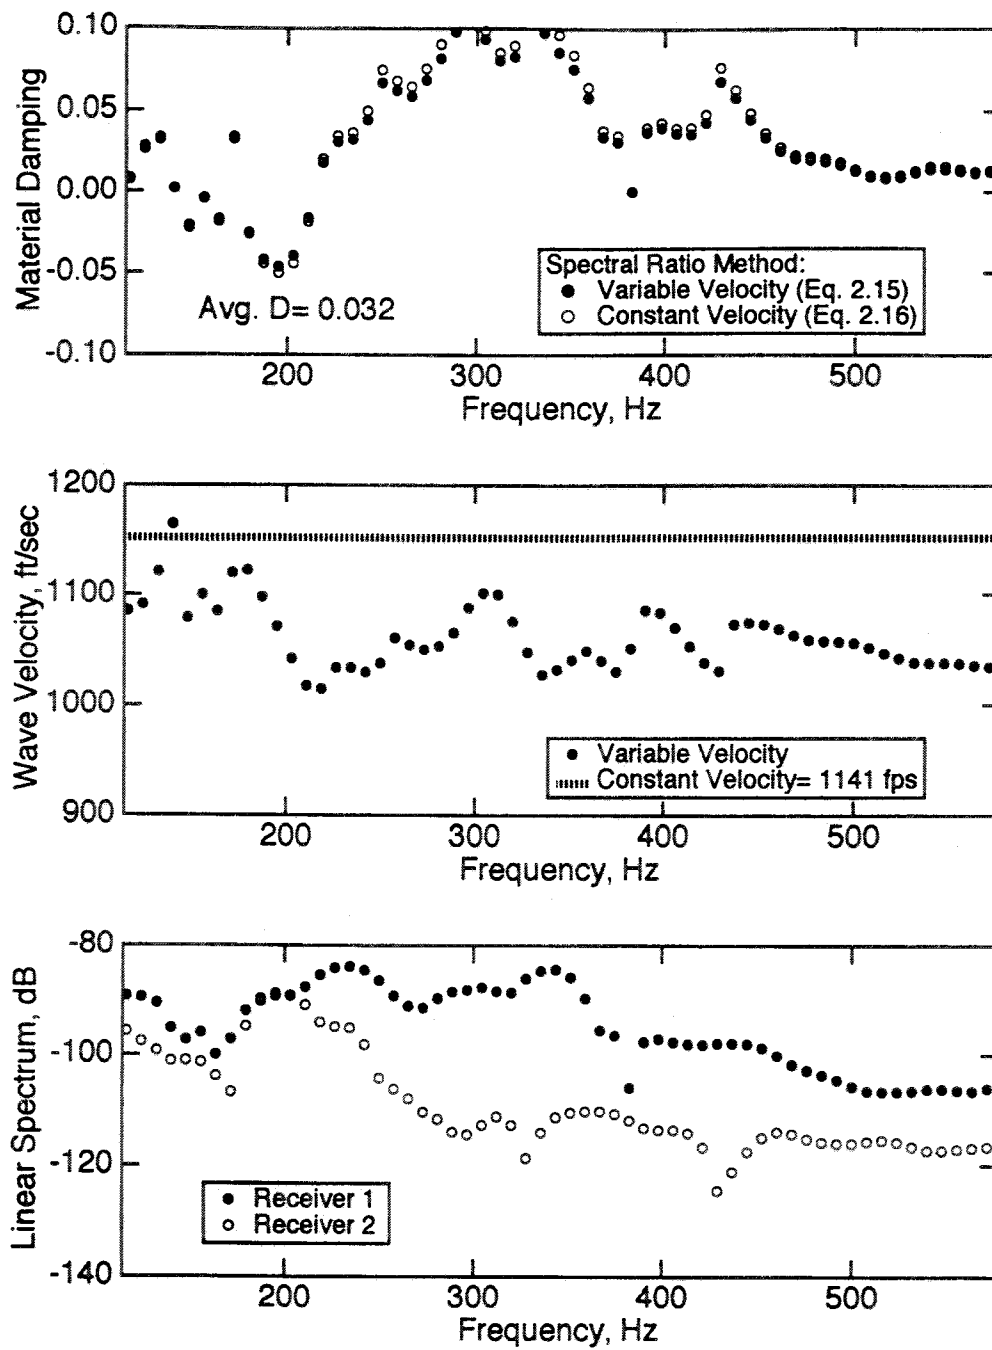 0.10
0.05
0.00
-0.05
-0.10
Material Damping
Avg. D= 0.032
Spectral Ratio Method:
Variable Velocity (Eq. 2.15)
Constant Velocity (Eq. 2.16)
200 300 400 500
Frequency, Hz
1200
1100
1000
900
Wave Velocity, ft/sec
Variable Velocity
Constant Velocity= 1141 fps
200 300 400 500
Frequency, Hz
-80
-100
-120
-140
Linear Spectrum, dB
Receiver 1
Receiver 2
200 300 400 500
Frequency, Hz